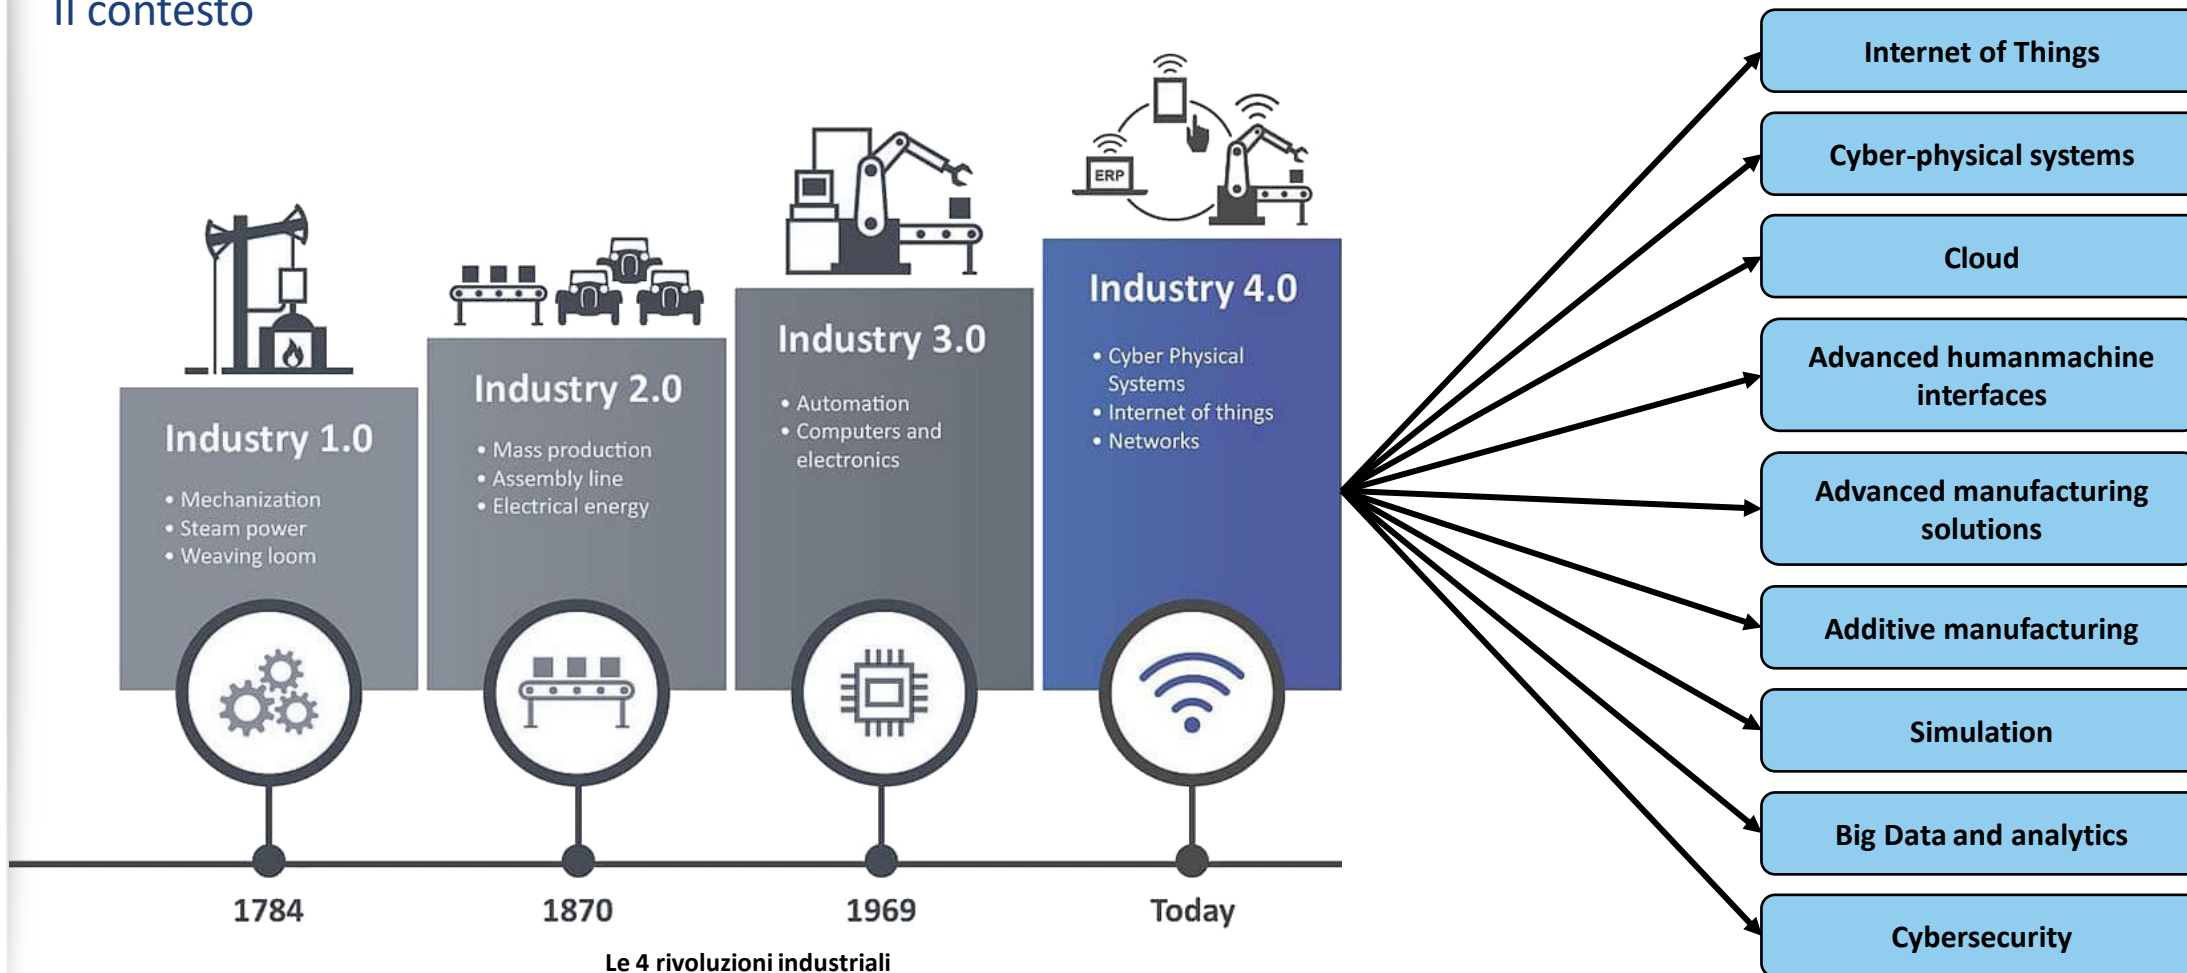 Il contesto
ERP
Industry 1.0
• Mechanization
• Steam power
• Weaving loom
Industry 2.0
• Mass production
• Assembly line
• Electrical energy
Industry 3.0
• Automation
• Computers and
electronics
Industry 4.0
• Cyber Physical
Systems
• Internet of things
• Networks
1784
1870
1969
Today
Le 4 rivoluzioni industriali
Internet of Things
Cyber-physical systems
Cloud
Advanced humanmachine
interfaces
Advanced manufacturing
solutions
Additive manufacturing
Simulation
Big Data and analytics
Cybersecurity